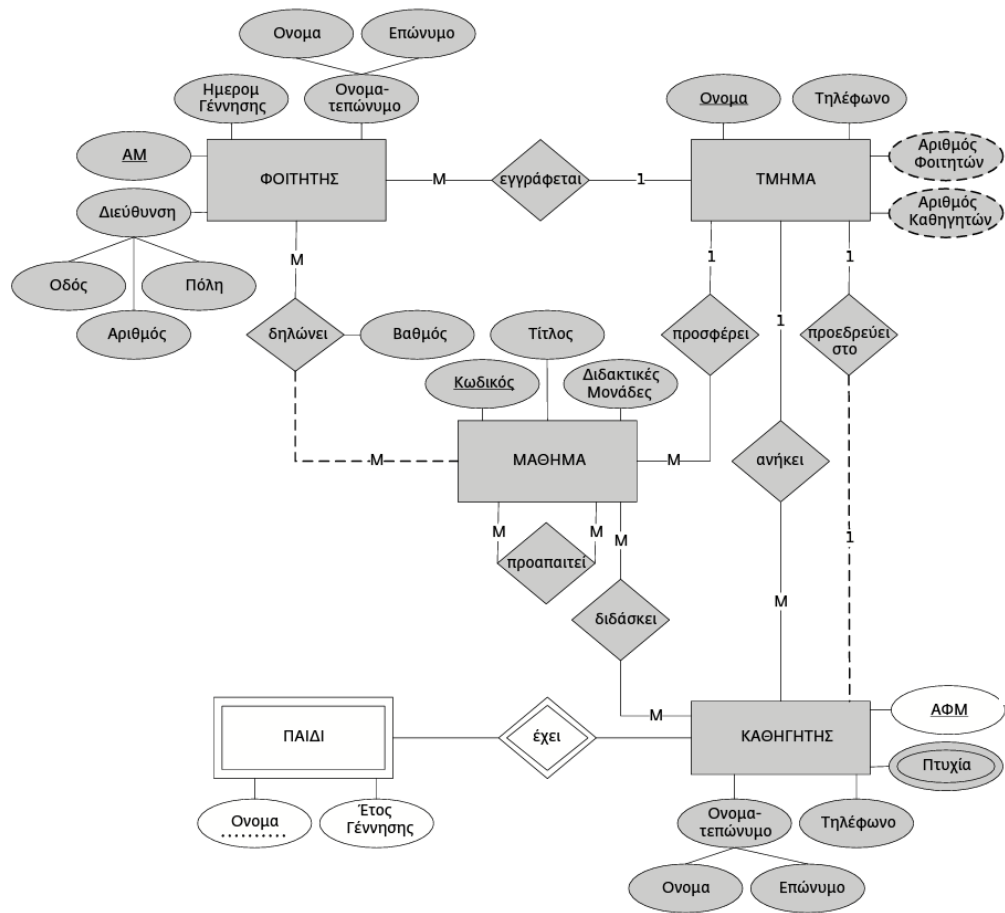 Ονομα
Επώνυμο
Ημερομ
Γέννησης
Ονομα-
τεπώνυμο
Ονομα
Τηλέφωνο
ΑΜ
ΦΟΙΤΗΤΗΣ
M
εγγράφεται
1
ΤΜΗΜΑ
Αριθμός
Φοιτητών
Αριθμός
Καθηγητών
Διεύθυνση
Οδός
Πόλη
Αριθμός
M
δηλώνει
Βαθμός
Τίτλος
1
1
1
προσφέρει
προεδρεύει
στο
Κωδικός
Διδακτικές
Μονάδες
M
ΜΑΘΗΜΑ
M
ανήκει
M
M
M
1
προαπαιτεί
M
διδάσκει
ΠΑΙΔΙ
έχει
M
ΚΑΘΗΓΗΤΗΣ
ΑΦΜ
Πτυχία
Ονομα
Έτος
Γέννησης
Ονομα-
τεπώνυμο
Τηλέφωνο
Ονομα
Επώνυμο